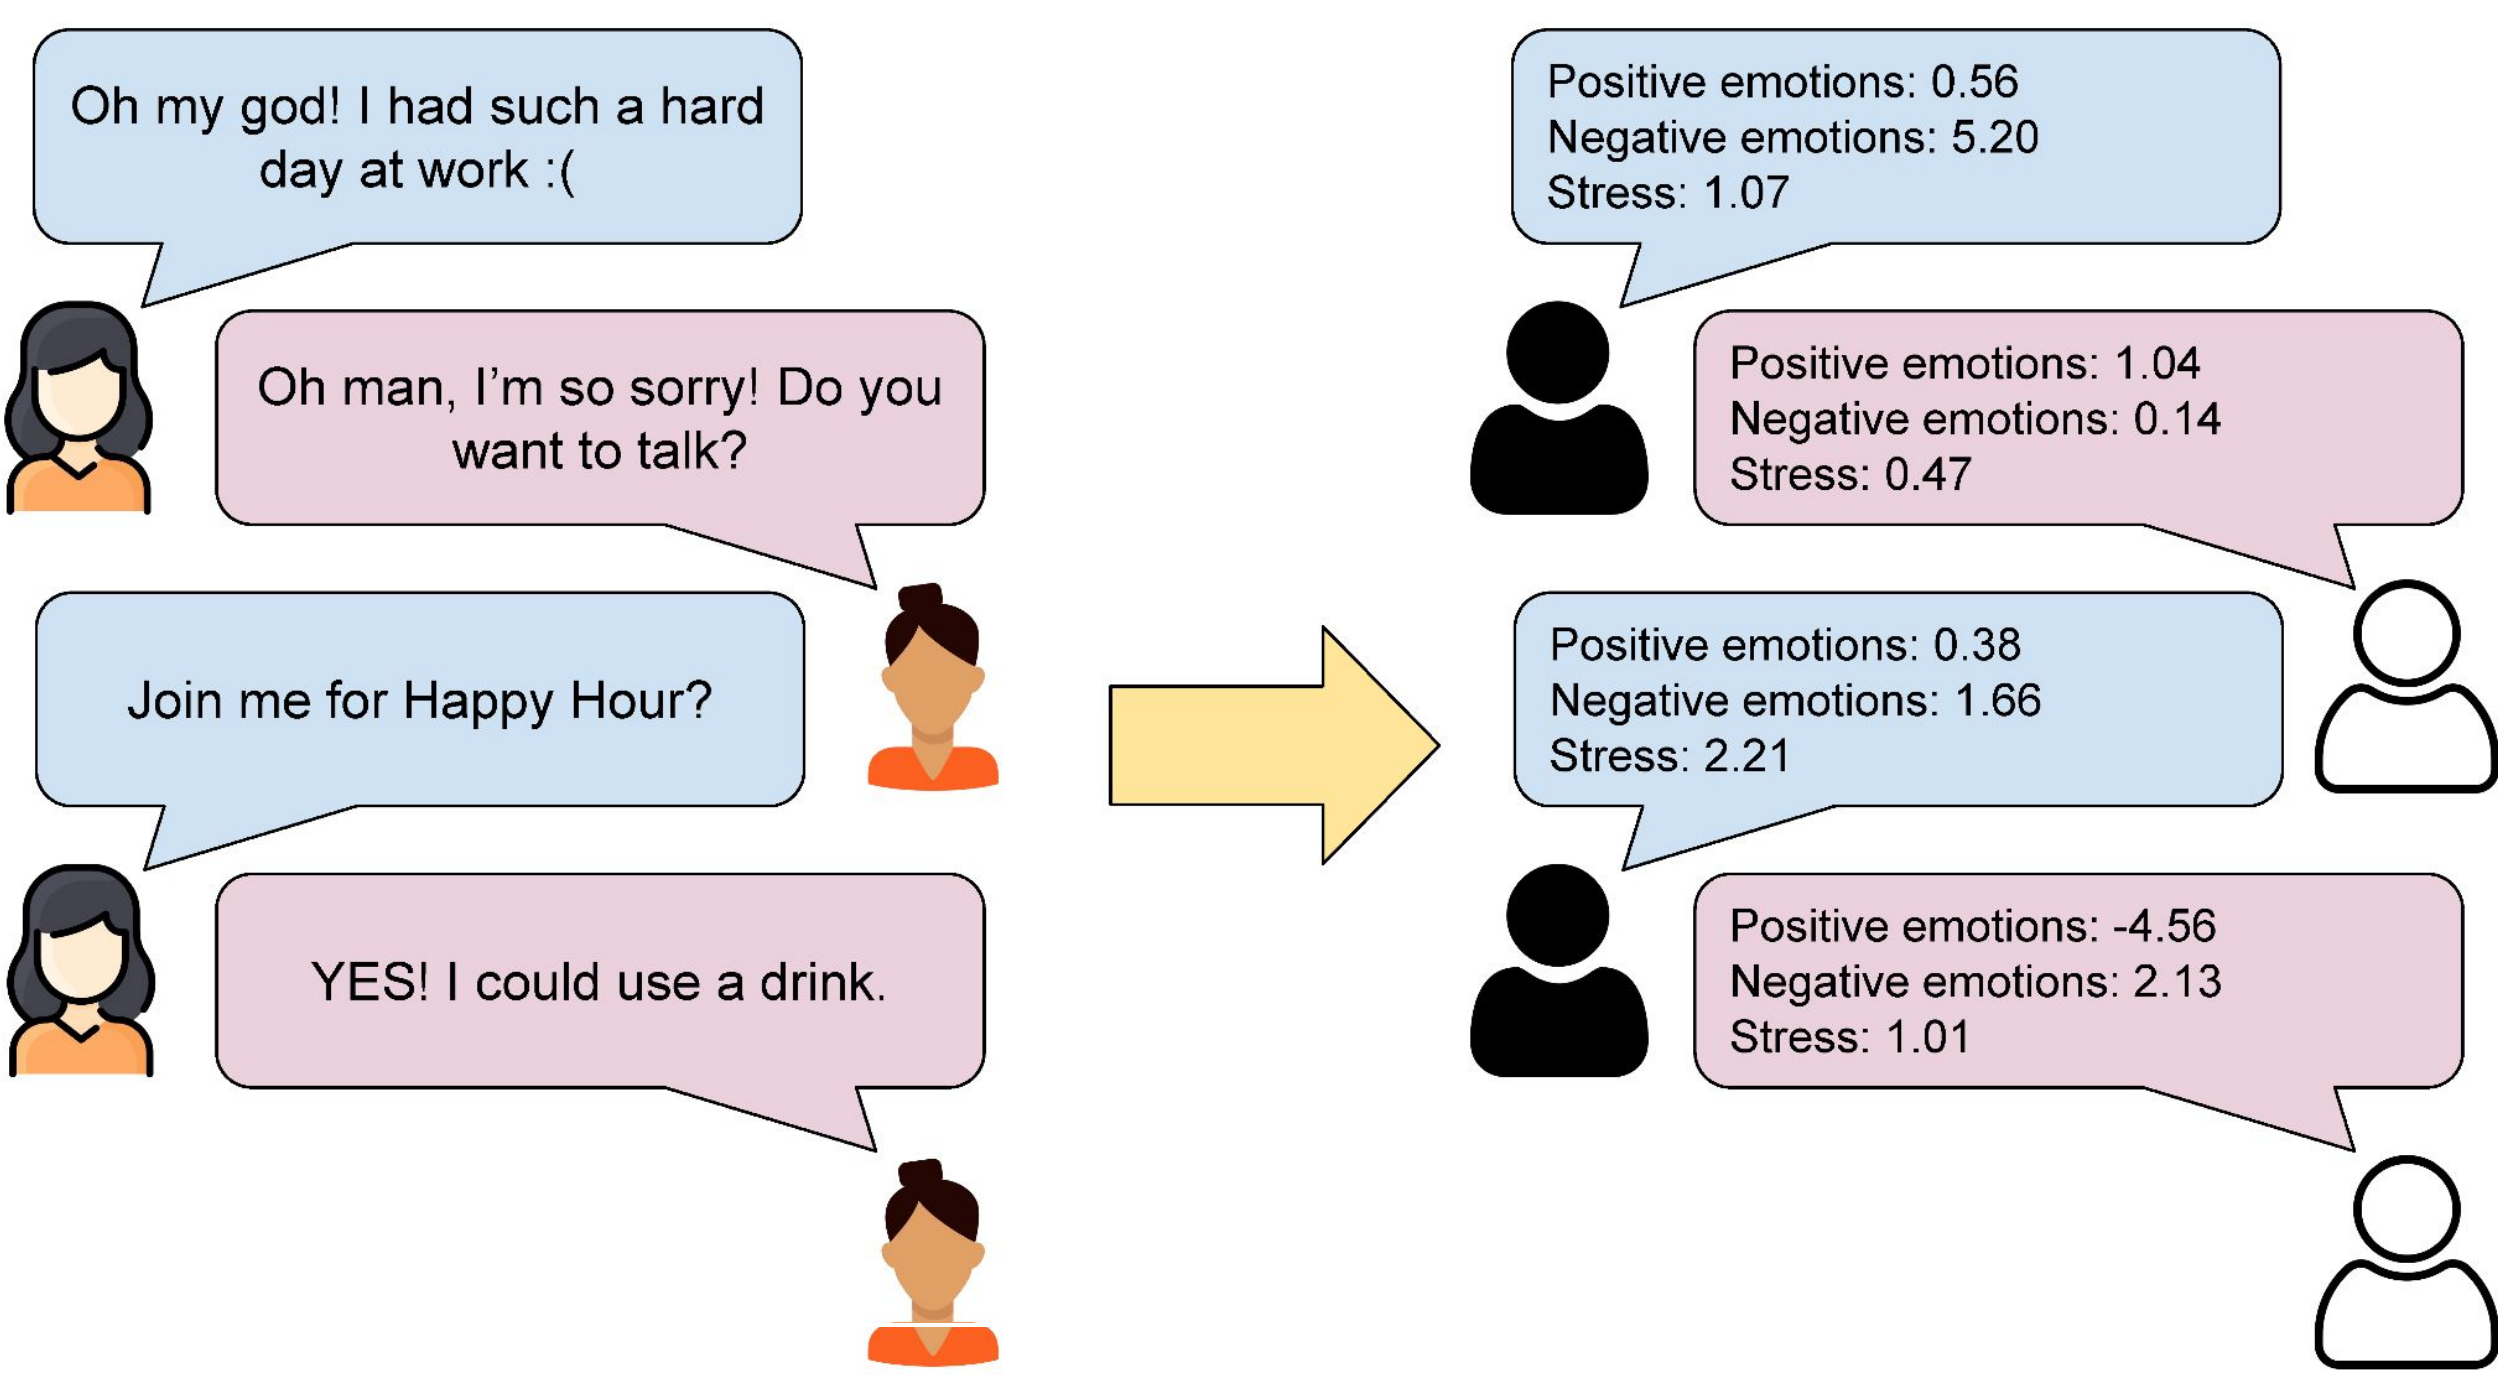 Oh my god! I had such a hard
day at work :(
Oh man, I'm so sorry! Do you
want to talk?
Join me for Happy Hour?
YES! I could use a drink.
Positive emotions: 0.56
Negative emotions: 5.20
Stress: 1.07
Positive emotions: 1.04
Negative emotions: 0.14
Stress: 0.47
Positive emotions: 0.38
Negative emotions: 1.66
Stress: 2.21
Positive emotions: -4.56
Negative emotions: 2.13
Stress: 1.01